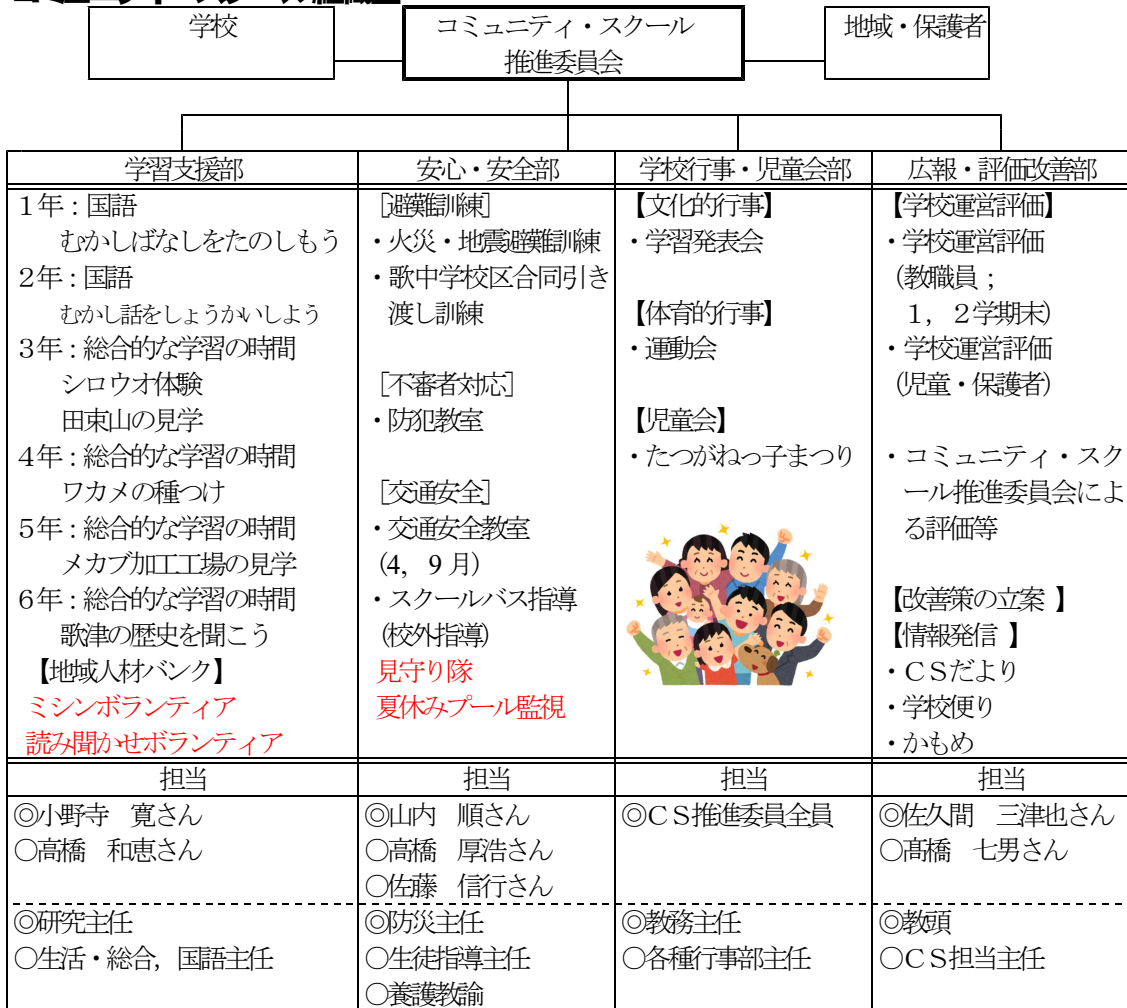 学校
コミュニティ・スクール
推進委員会
地域・保護者
学習支援部
1年：国語
むかしばなしをたのしもう
2年：国語
むかし話をしょうかいしよう
3年：総合的な学習の時間
シロウオ体験
田束山の見学
4年：総合的な学習の時間
ワカメの種つけ
5年：総合的な学習の時間
メカブ加工工場の見学
6年：総合的な学習の時間
歌津の歴史を聞こう
【地域人材バンク】
ミシンボランティア
読み聞かせボランティア
安心・安全部
[避難訓練]
・火災・地震避難訓練
・歌中学校区合同引き
渡し訓練
[不審者対応]
・防犯教室
[交通安全]
・交通安全教室
(4，9月)
・スクールバス指導
(校外指導)
見守り隊
夏休みプール監視
学校行事・児童会部
【文化的行事】
・学習発表会
【体育的行事】
・運動会
【児童会】
・たつがねっ子まつり
広報・評価改善部
【学校運営評価】
・学校運営評価
(教職員；
1，2学期末)
・学校運営評価
(児童・保護者)
・コミュニティ・スク
ール推進委員会によ
る評価等
【改善策の立案 】
【情報発信 】
・ＣＳだより
・学校便り
・かもめ
担当
◎小野寺　寛さん
○高橋　和恵さん
◎研究主任
○生活・総合，国語主任
担当
◎山内　順さん
○高橋　厚浩さん
○佐藤　信行さん
◎防災主任
○生徒指導主任
○養護教諭
担当
◎ＣＳ推進委員全員
◎教務主任
○各種行事部主任
担当
◎佐久間　三津也さん
○髙橋　七男さん
◎教頭
○ＣＳ担当主任